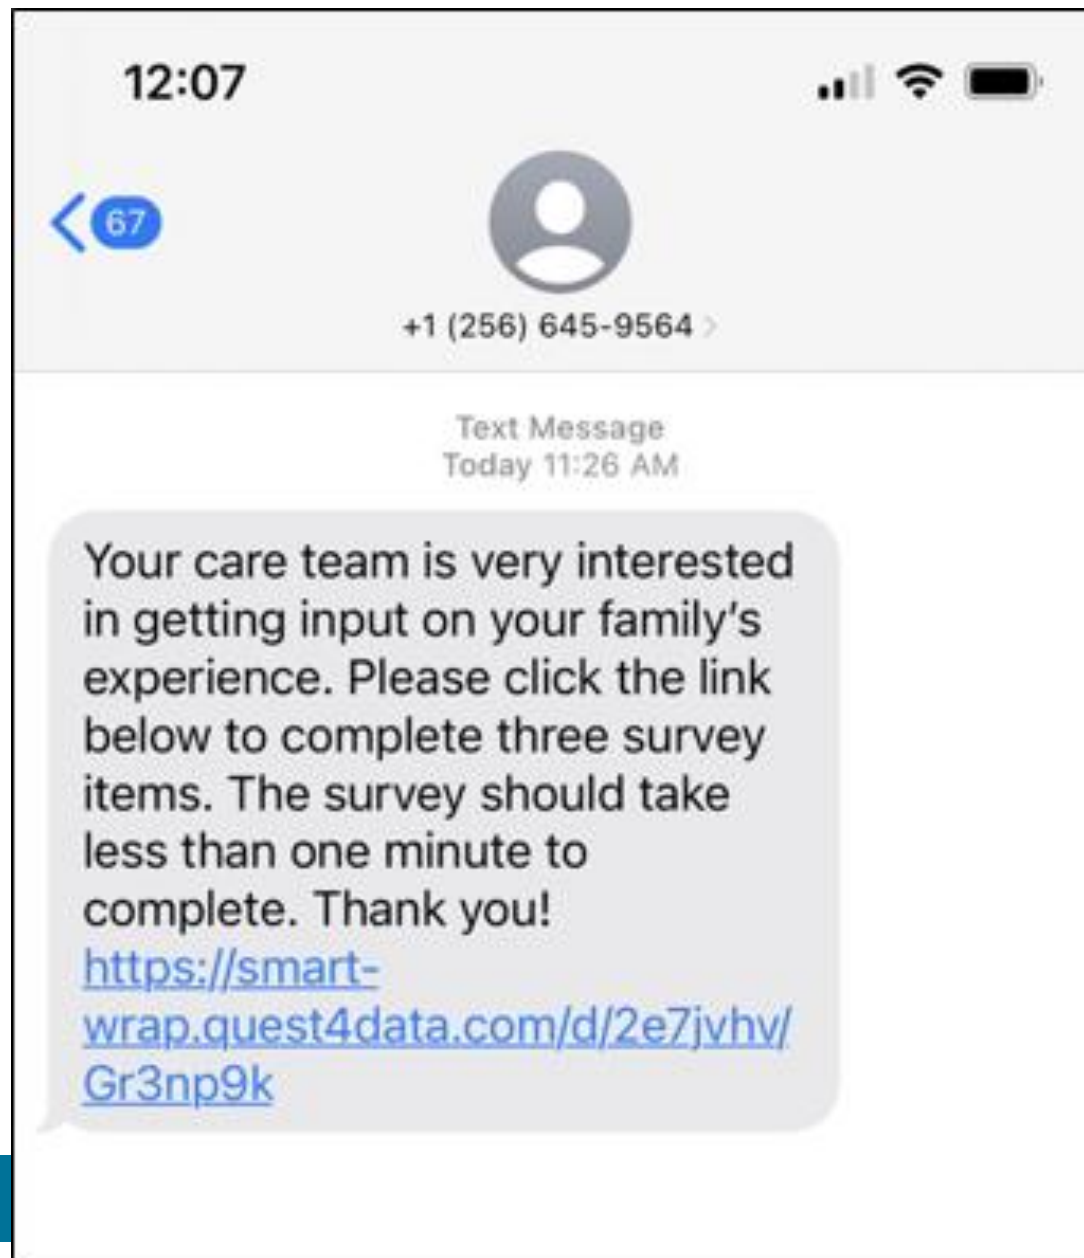 12:07
67
+1 (256) 645-9564
Text Message
Today 11:26 AM
Your care team is very interested
in getting input on your family's
experience. Please click the link
below to complete three survey
items. The survey should take
less than one minute to
complete. Thank you!
https://smart-
wrap.quest4data.com/d/2e7jvhv/
Gr3np9k